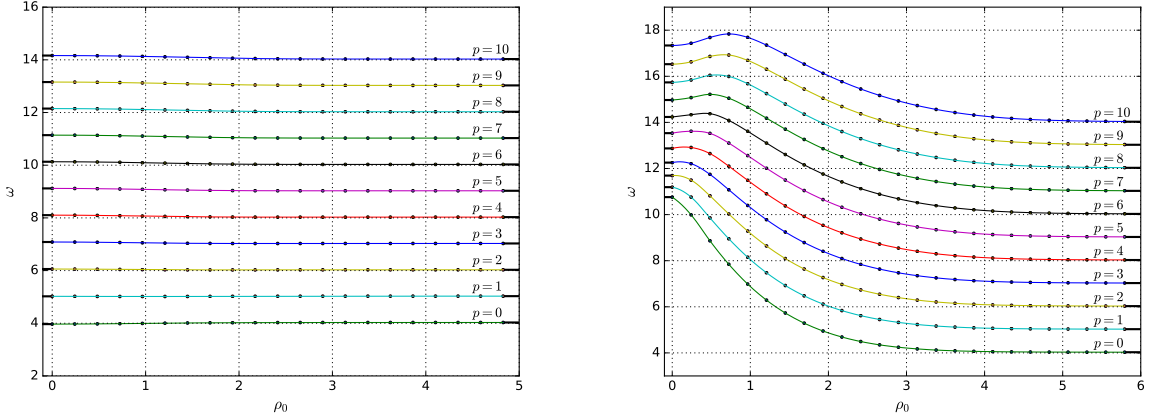 16
14
12
10
8
6
4
2
ω
p = 10
p = 9
p = 8
p = 7
p = 6
p = 5
p = 4
p = 3
p = 2
p = 1
p = 0
0 1 2 3 4 5
ρ₀
18
16
14
12
10
8
6
4
ω
p = 10
p = 9
p = 8
p = 7
p = 6
p = 5
p = 4
p = 3
p = 2
p = 1
p = 0
0 1 2 3 4 5 6
ρ₀